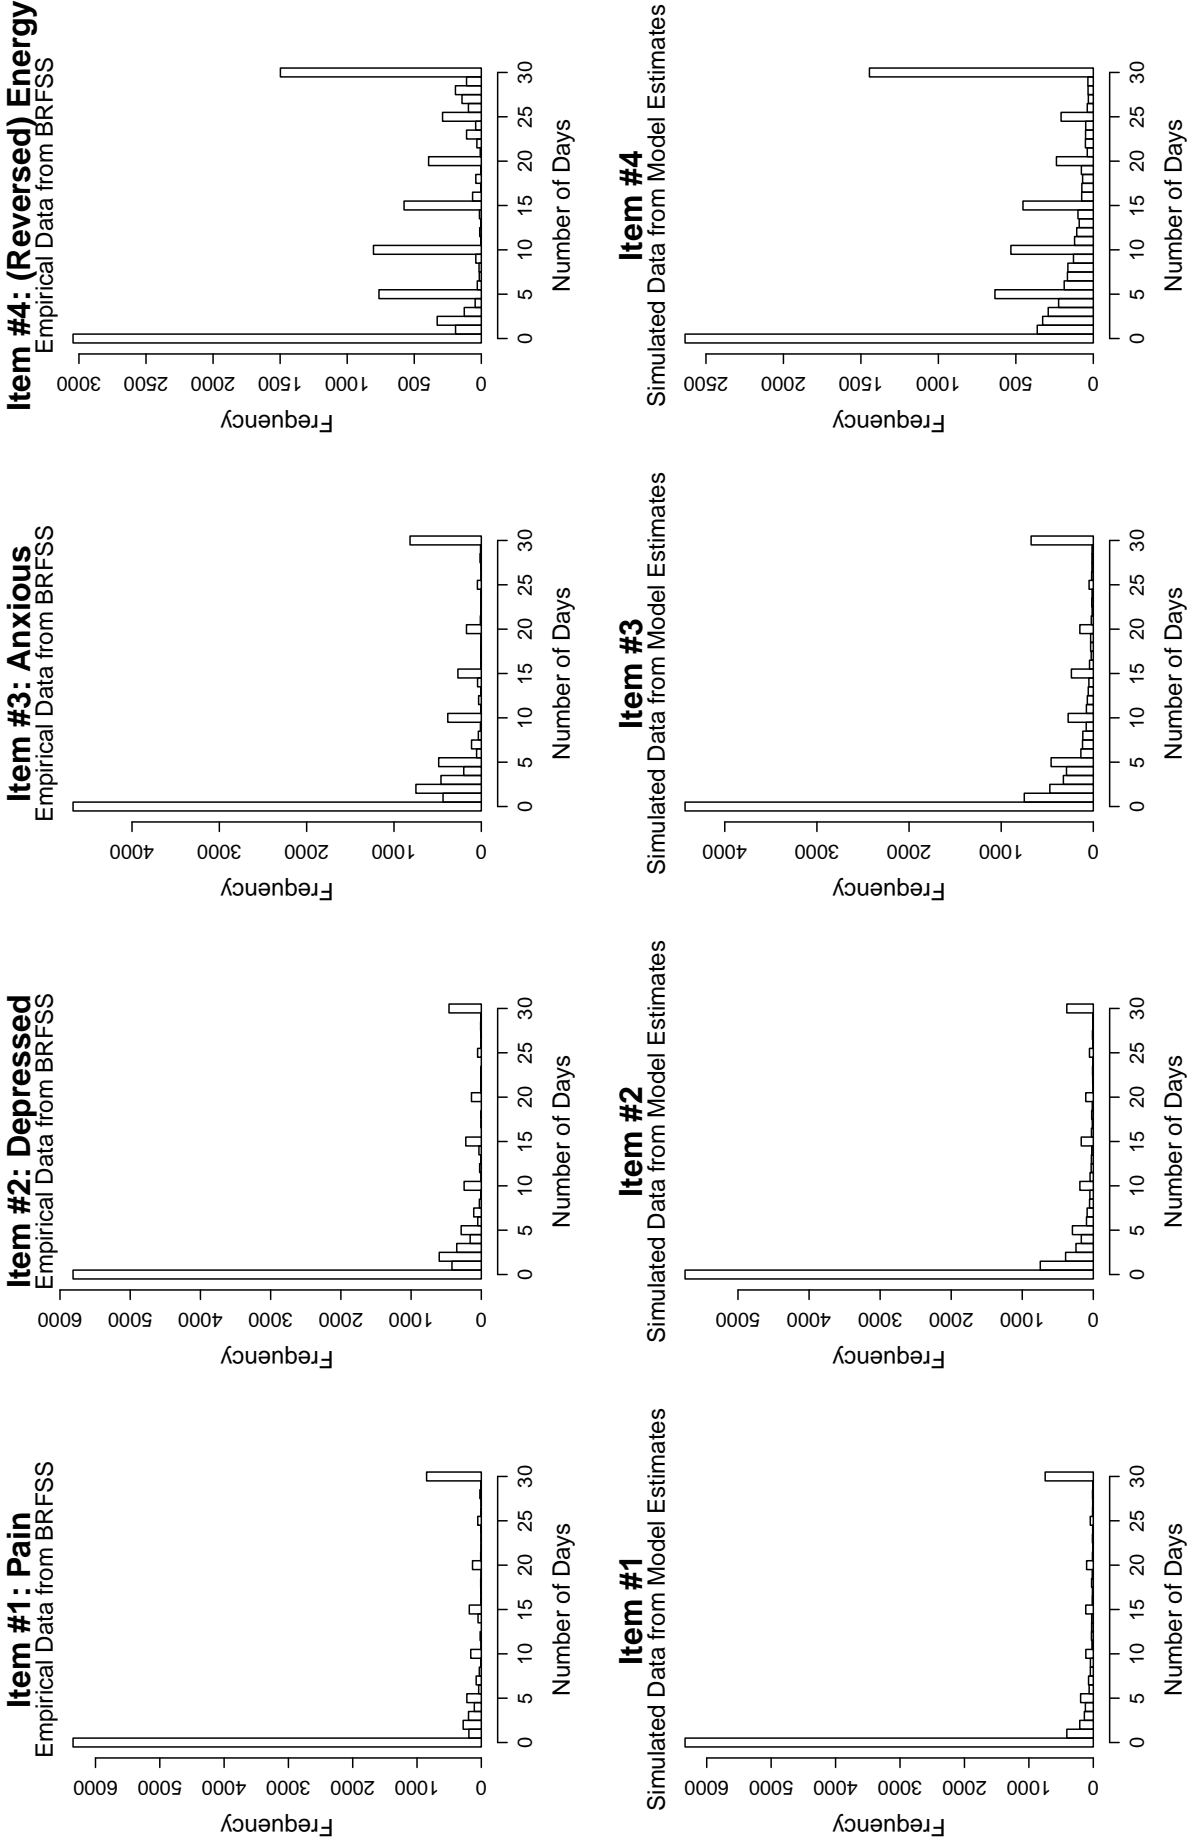 Item #1: Pain
Empirical Data from BRFSS
Frequency
0 1000 2000 3000 4000 5000 6000
0 5 10 15 20 25 30
Number of Days
Item #2: Depressed
Empirical Data from BRFSS
Frequency
0 1000 2000 3000 4000 5000 6000
0 5 10 15 20 25 30
Number of Days
Item #3: Anxious
Empirical Data from BRFSS
Frequency
0 1000 2000 3000 4000
0 5 10 15 20 25 30
Number of Days
Item #4: (Reversed) Energy
Empirical Data from BRFSS
Frequency
0 500 1000 1500 2000 2500 3000
0 5 10 15 20 25 30
Number of Days
Item #1
Simulated Data from Model Estimates
Frequency
0 1000 2000 3000 4000 5000 6000
0 5 10 15 20 25 30
Number of Days
Item #2
Simulated Data from Model Estimates
Frequency
0 1000 2000 3000 4000 5000
0 5 10 15 20 25 30
Number of Days
Item #3
Simulated Data from Model Estimates
Frequency
0 1000 2000 3000 4000
0 5 10 15 20 25 30
Number of Days
Item #4
Simulated Data from Model Estimates
Frequency
0 500 1000 1500 2000 2500
0 5 10 15 20 25 30
Number of Days